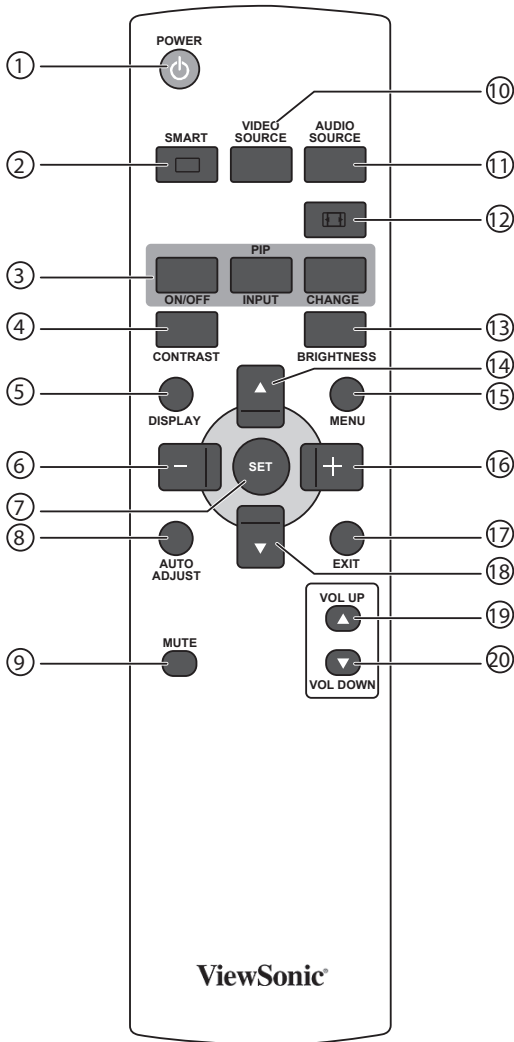 POWER
1
10
VIDEO
SOURCE
AUDIO
SOURCE
SMART
2
11
12
PIP
3
ON/OFF INPUT CHANGE
4
13
CONTRAST BRIGHTNESS
14
5
15
DISPLAY MENU
6
SET
16
7
8
17
AUTO
ADJUST
EXIT
18
VOL UP
19
MUTE
9
20
VOL DOWN
ViewSonic®